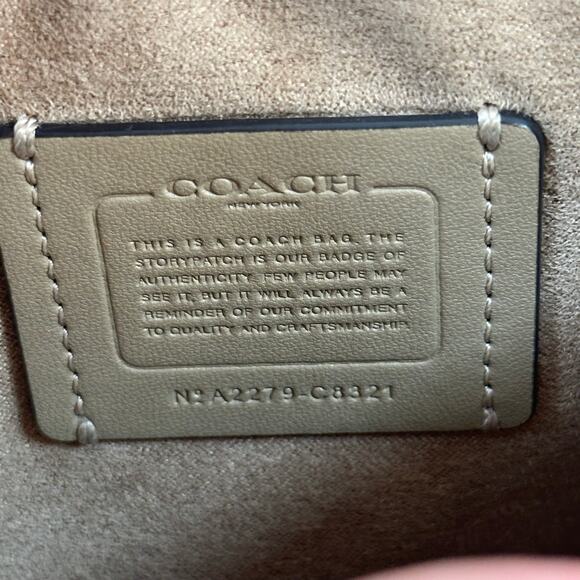 COACH
NEW YORK
THIS IS A COACH BAG. THE
STORYPATCH IS OUR BADGE OF
AUTHENTICITY. FEW PEOPLE MAY
SEE IT, BUT IT WILL ALWAYS BE A
REMINDER OF OUR COMMITMENT
TO QUALITY AND CRAFTSMANSHIP.
Nº A2279-C8321